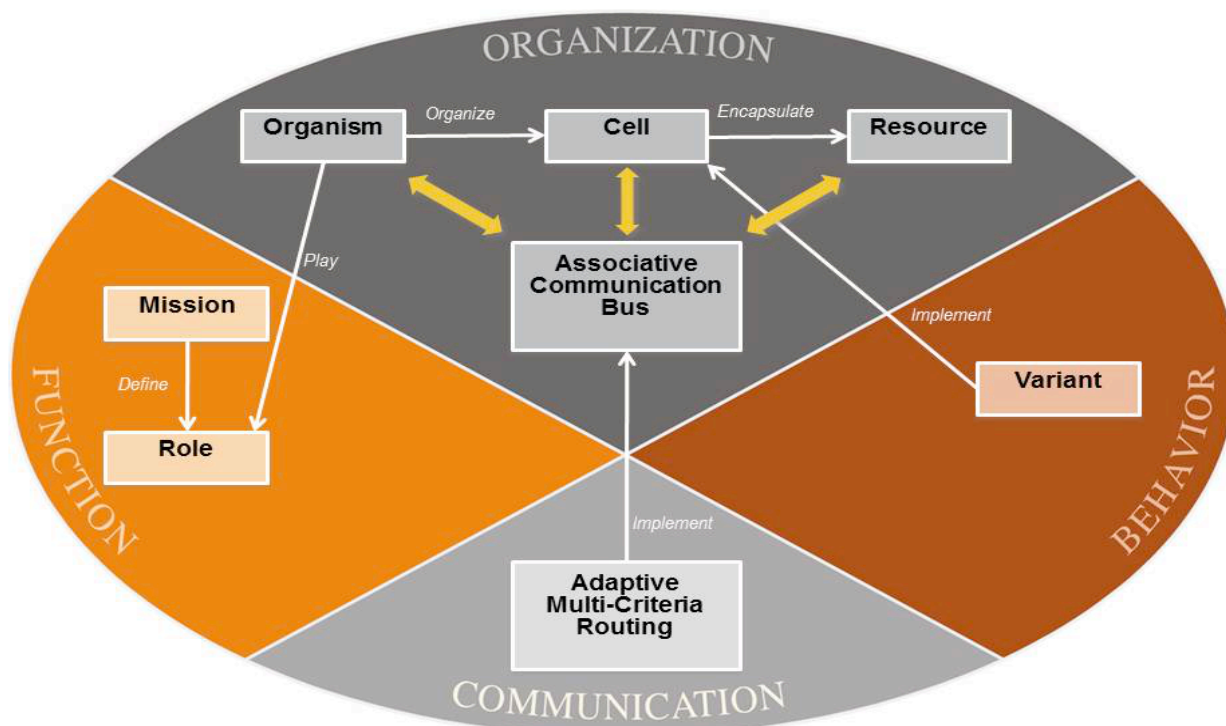 ORGANIZATION
Organism
Organize
Cell
Encapsulate
Resource
Play
Associative
Communication
Bus
Mission
Define
Role
FUNCTION
Implement
Variant
BEHAVIOR
Implement
Adaptive
Multi-Criteria
Routing
COMMUNICATION